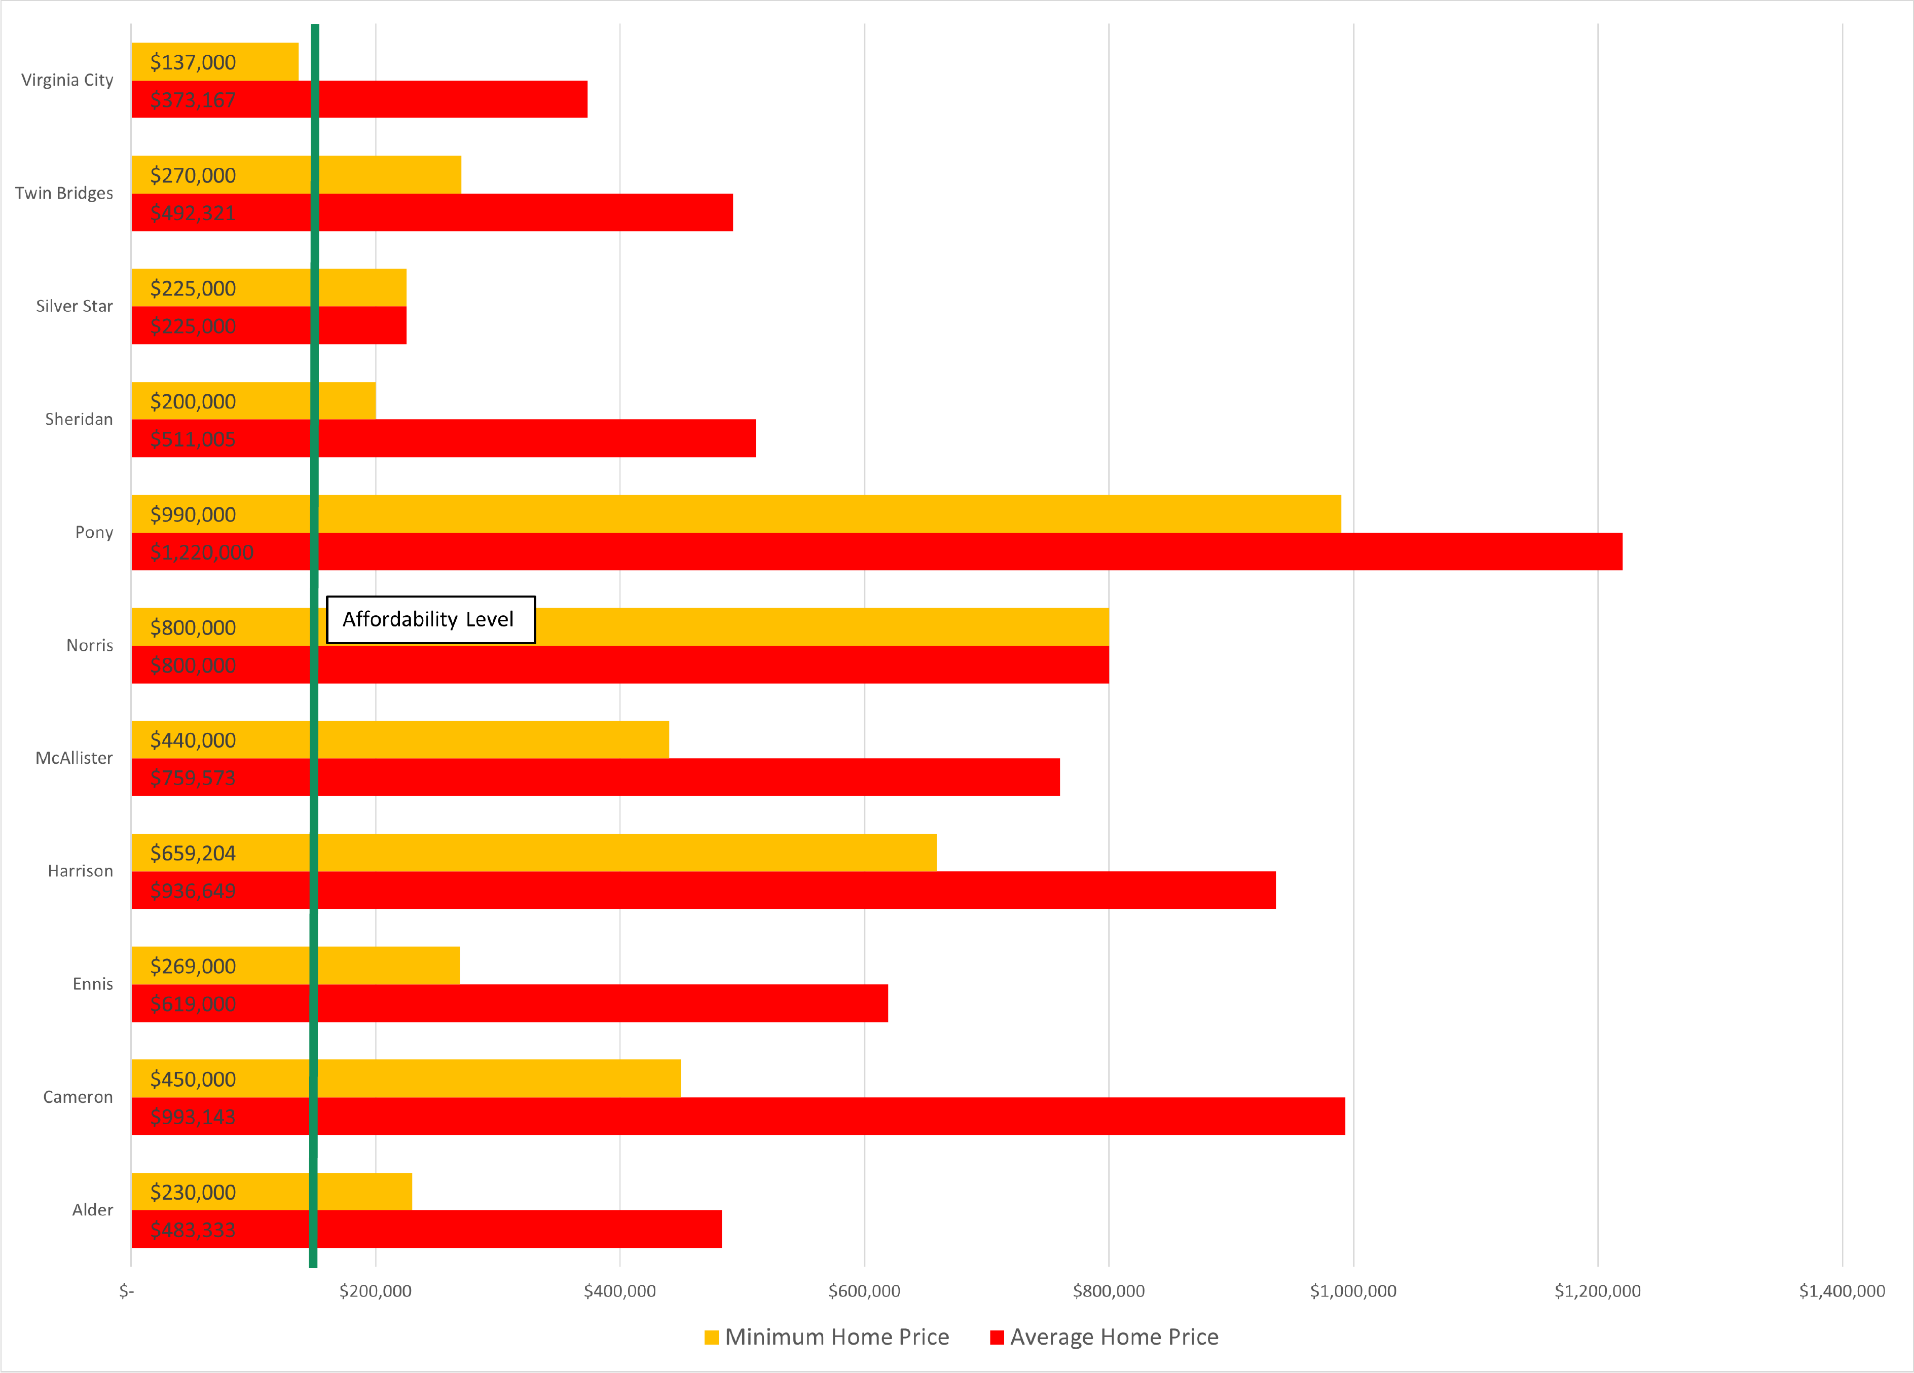 $137,000
Virginia City
$373,167
$270,000
Twin Bridges
$492,321
$225,000
Silver Star
$225,000
$200,000
Sheridan
$511,005
$990,000
Pony
$1,220,000
Affordability Level
$800,000
Norris
$800,000
$440,000
McAllister
$759,573
$659,204
Harrison
$936,649
$269,000
Ennis
$619,000
$450,000
Cameron
$993,143
$230,000
Alder
$483,333
$- $200,000 $400,000 $600,000 $800,000 $1,000,000 $1,200,000 $1,400,000
Minimum Home Price Average Home Price